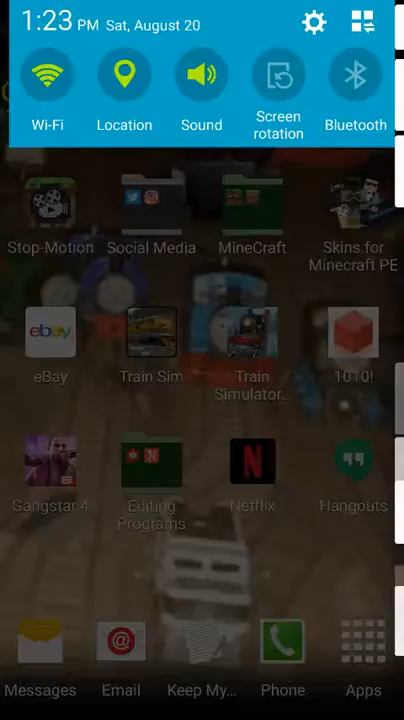 1:23 PM Sat, August 20
Wi-Fi
Location
Sound
Screen
rotation
Bluetooth
Stop-Motion
Social Media
MineCraft
Skins for
Minecraft PE
ebay
eBay
Train Sim
Train
Simulator...
1010!
Gangstar 4
Editing
Programs
N
Netflix
Hangouts
@
Messages
Email
Keep My...
Phone
Apps